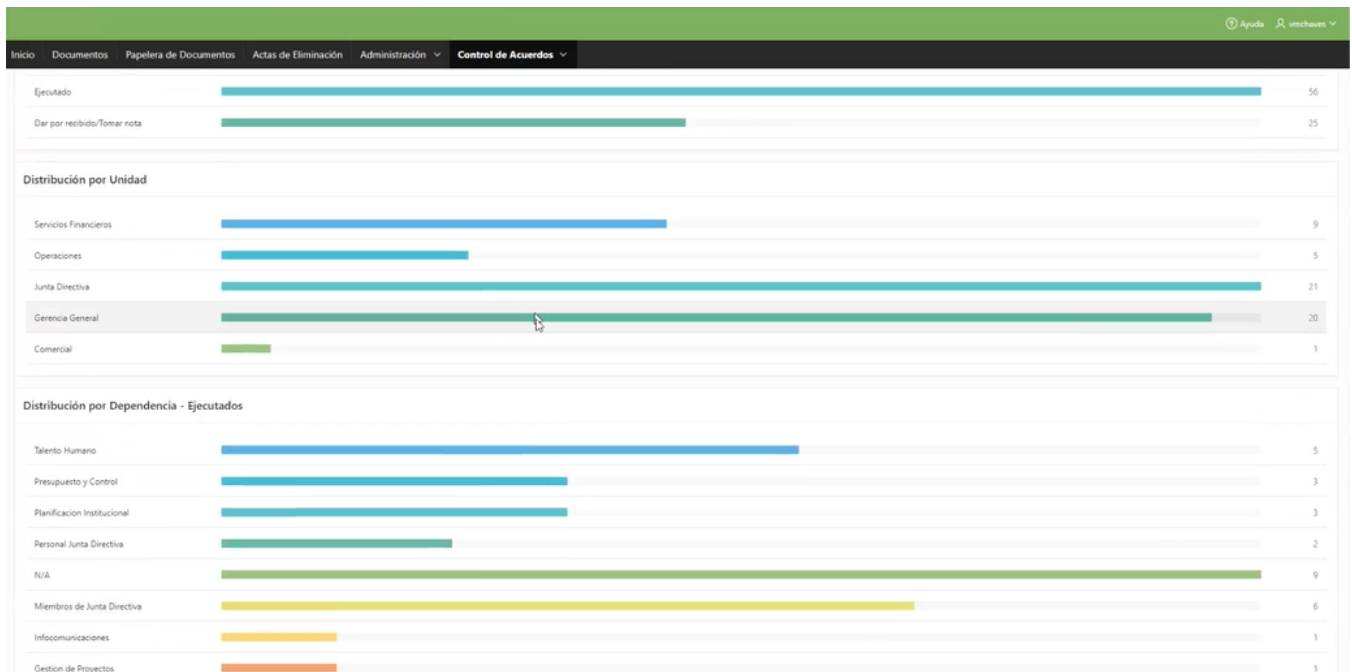 Ayuda vmchaves
Inicio Documentos Papelera de Documentos Actas de Eliminación Administración Control de Acuerdos
Ejecutado 56
Dar por recibido/Tomar nota 25
Distribución por Unidad
Servicios Financieros 9
Operaciones 5
Junta Directiva 21
Gerencia General 20
Comercial 1
Distribución por Dependencia - Ejecutados
Talento Humano 5
Presupuesto y Control 3
Planificacion Institucional 3
Personal Junta Directiva 2
N/A 9
Miembros de Junta Directiva 6
Infocomunicaciones 1
Gestion de Proyectos 1